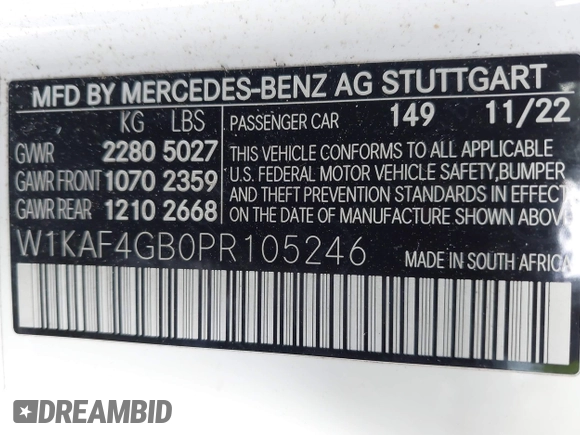 MFD BY MERCEDES-BENZ AG STUTTGART
KG LBS
PASSENGER CAR 149 11/22
GVWR 2280 5027
GAWR FRONT 1070 2359
GAWR REAR 1210 2668
THIS VEHICLE CONFORMS TO ALL APPLICABLE
U.S. FEDERAL MOTOR VEHICLE SAFETY,BUMPER
AND THEFT PREVENTION STANDARDS IN EFFECT
ON THE DATE OF MANUFACTURE SHOWN ABOVE
W1KAF4GB0PR105246
MADE IN SOUTH AFRICA
DREAMBID